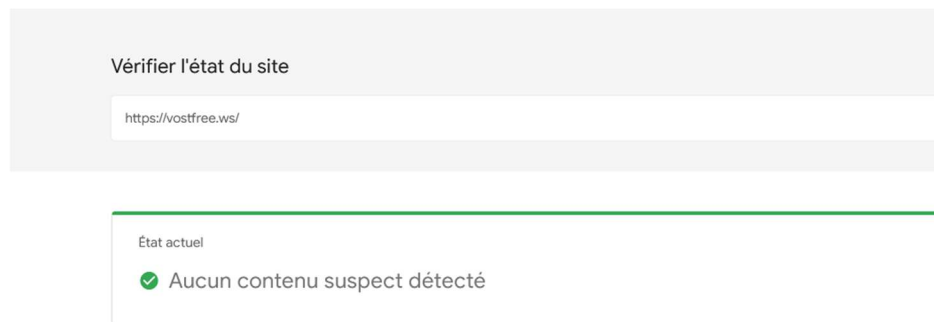 Vérifier l'état du site
https://vostfree.ws/
État actuel
Aucun contenu suspect détecté